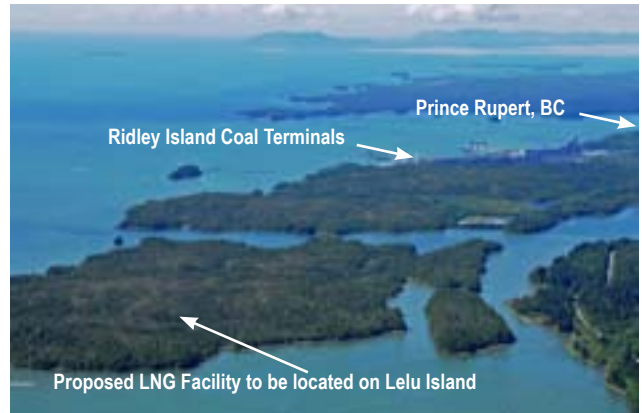 Prince Rupert, BC
Ridley Island Coal Terminals
Proposed LNG Facility to be located on Lelu Island